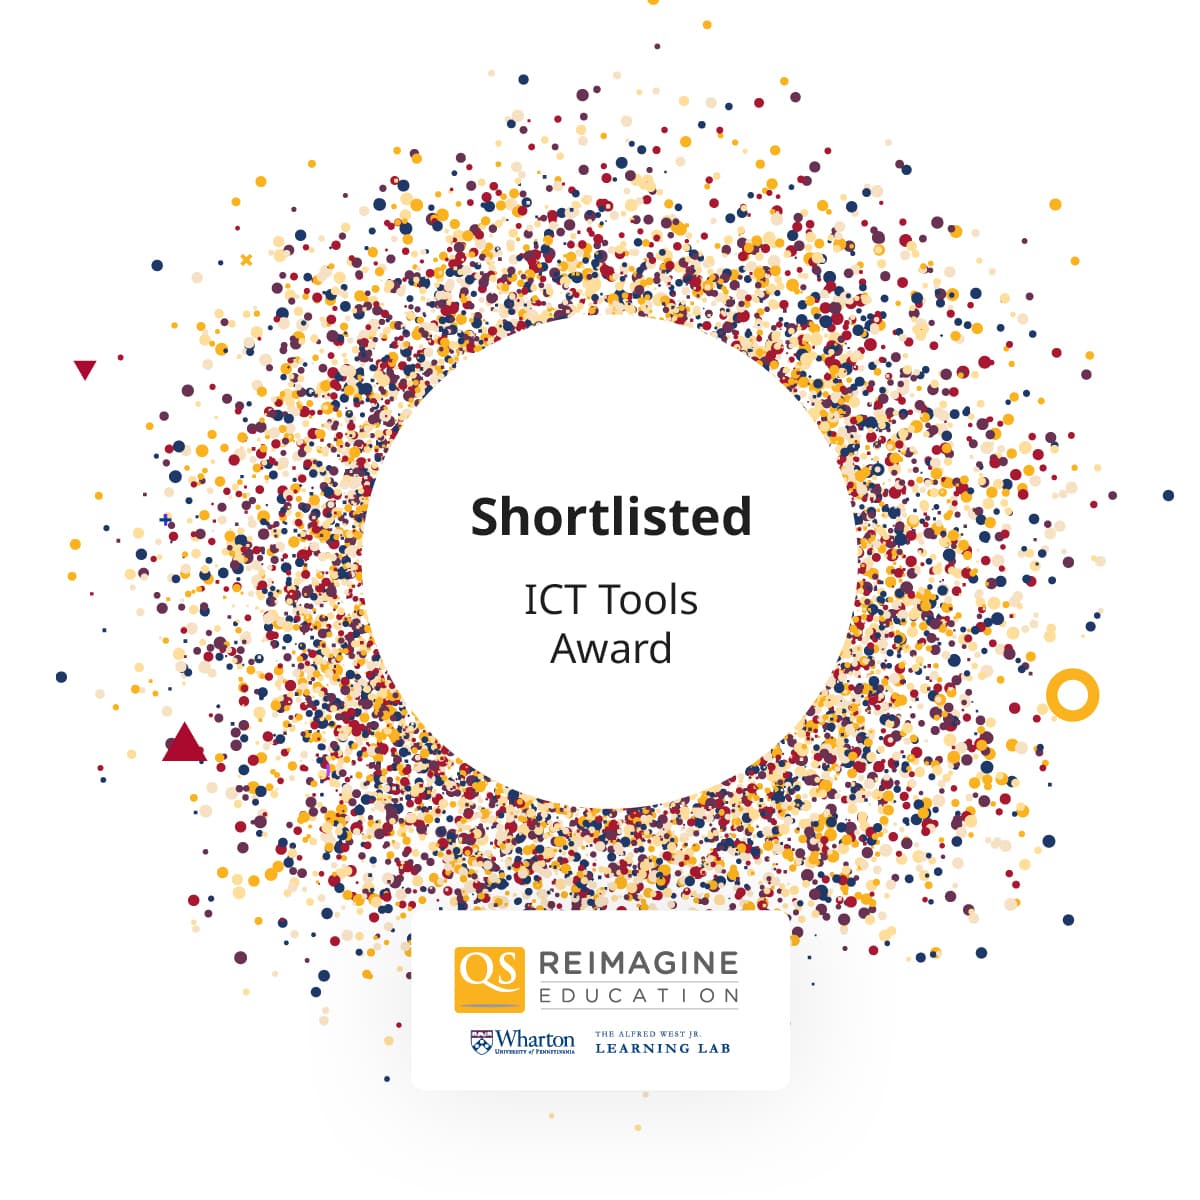 Shortlisted
ICT Tools
Award
QS REIMAGINE
EDUCATION
Wharton
UNIVERSITY of PENNSYLVANIA
THE ALFRED WEST JR.
LEARNING LAB